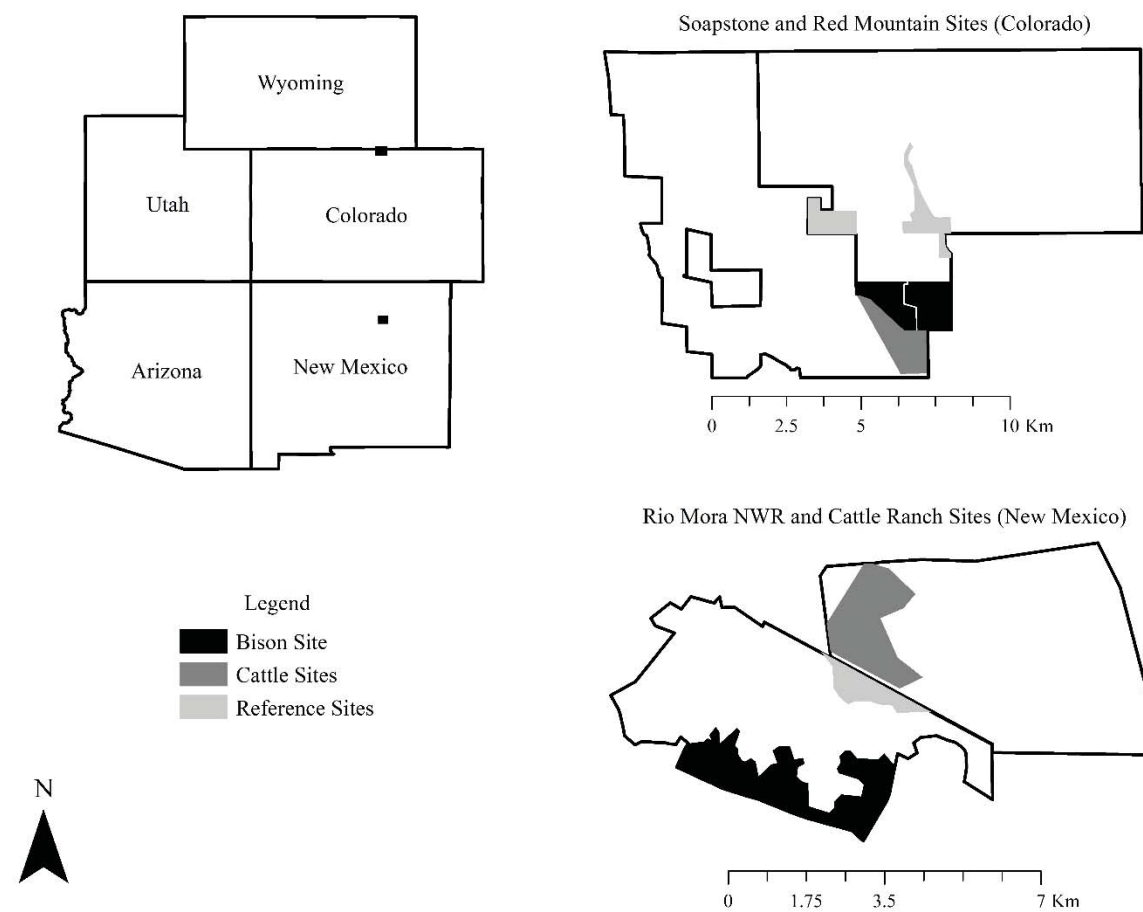 Wyoming
Utah
Colorado
Arizona
New Mexico
Soapstone and Red Mountain Sites (Colorado)
0 2.5 5 10 Km
Rio Mora NWR and Cattle Ranch Sites (New Mexico)
0 1.75 3.5 7 Km
Legend
Bison Site
Cattle Sites
Reference Sites
N